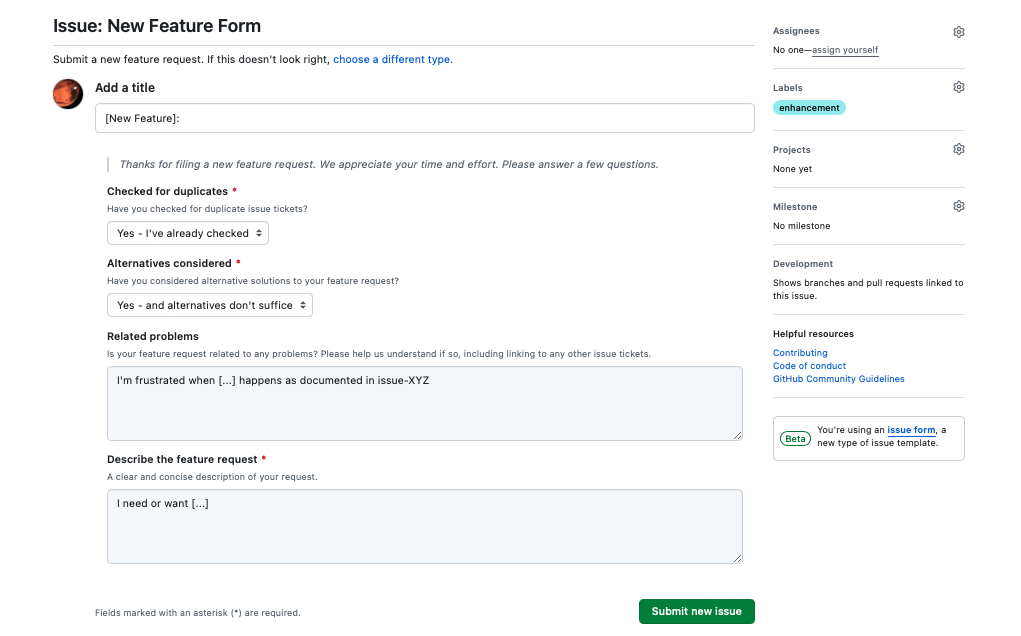 Issue: New Feature Form
Submit a new feature request. If this doesn't look right, choose a different type.
Add a title
[New Feature]:
Thanks for filing a new feature request. We appreciate your time and effort. Please answer a few questions.
Checked for duplicates *
Have you checked for duplicate issue tickets?
Yes - I've already checked
Alternatives considered *
Have you considered alternative solutions to your feature request?
Yes - and alternatives don't suffice
Related problems
Is your feature request related to any problems? Please help us understand if so, including linking to any other issue tickets.
I'm frustrated when [...] happens as documented in issue-XYZ
Describe the feature request *
A clear and concise description of your request.
I need or want [...]
Fields marked with an asterisk (*) are required.
Submit new issue
Assignees
No one—assign yourself
Labels
enhancement
Projects
None yet
Milestone
No milestone
Development
Shows branches and pull requests linked to
this issue.
Helpful resources
Contributing
Code of conduct
GitHub Community Guidelines
Beta
You're using an issue form, a
new type of issue template.